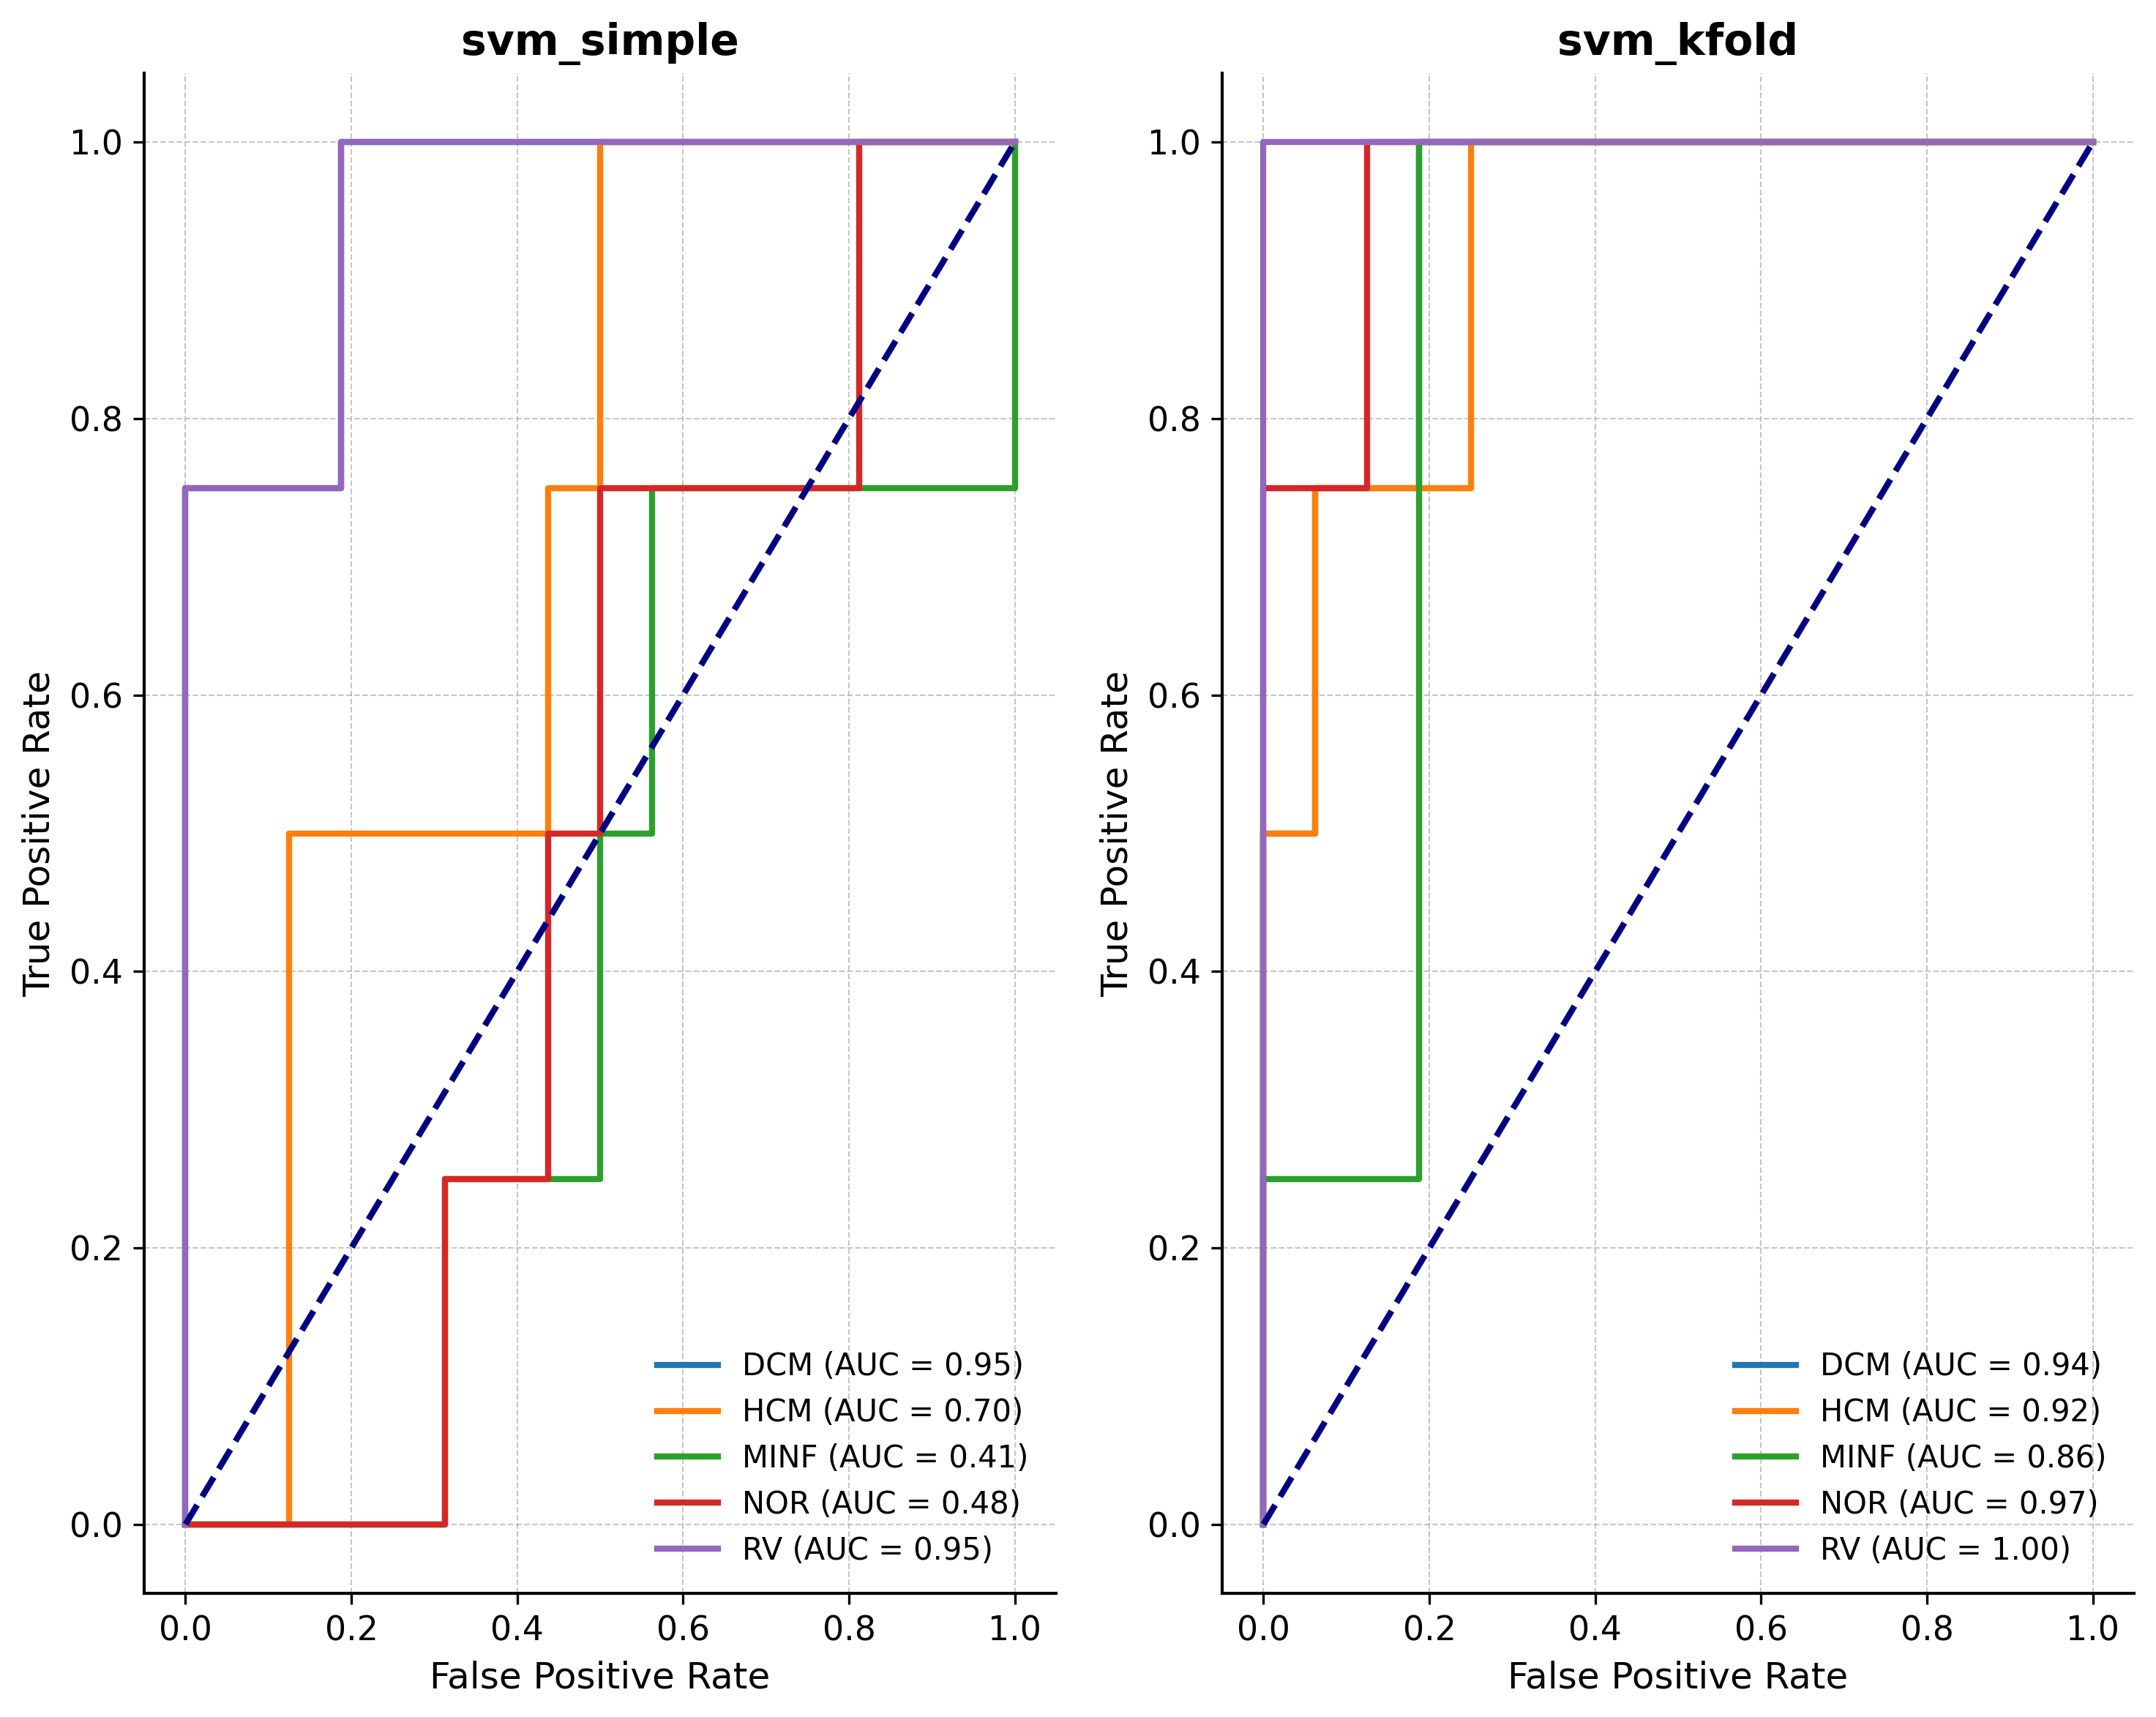 svm_simple
True Positive Rate
1.0
0.8
0.6
0.4
0.2
0.0
DCM (AUC = 0.95)
HCM (AUC = 0.70)
MINF (AUC = 0.41)
NOR (AUC = 0.48)
RV (AUC = 0.95)
0.0 0.2 0.4 0.6 0.8 1.0
False Positive Rate
svm_kfold
True Positive Rate
1.0
0.8
0.6
0.4
0.2
0.0
DCM (AUC = 0.94)
HCM (AUC = 0.92)
MINF (AUC = 0.86)
NOR (AUC = 0.97)
RV (AUC = 1.00)
0.0 0.2 0.4 0.6 0.8 1.0
False Positive Rate